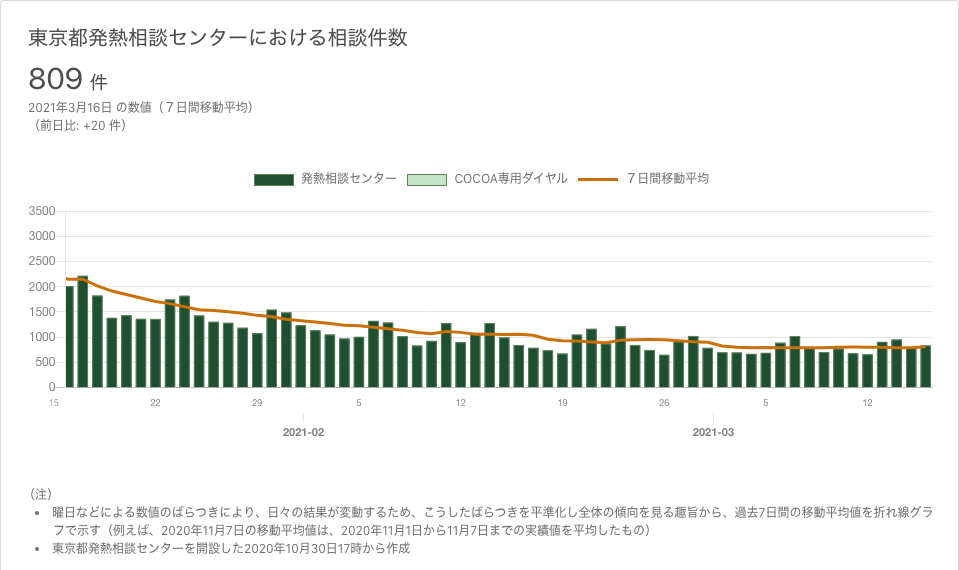 東京都発熱相談センターにおける相談件数
809 件
2021年3月16日 の数値（７日間移動平均）
（前日比: +20 件）
発熱相談センター COCOA専用ダイヤル ７日間移動平均
3500
3000
2500
2000
1500
1000
500
0
15 22 29 5 12 19 26 5 12
2021-02 2021-03
（注）
• 曜日などによる数値のばらつきにより、日々の結果が変動するため、こうしたばらつきを平準化し全体の傾向を見る趣旨から、過去7日間の移動平均値を折れ線グラ
フで示す（例えば、2020年11月7日の移動平均値は、2020年11月1日から11月7日までの実績値を平均したもの）
• 東京都発熱相談センターを開設した2020年10月30日17時から作成